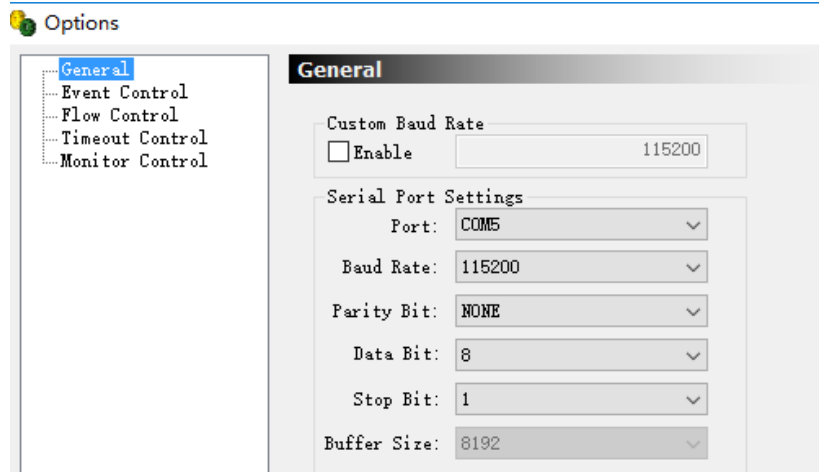 Options
General
Event Control
Flow Control
Timeout Control
Monitor Control
General
Custom Baud Rate
Enable 115200
Serial Port Settings
Port: COM5
Baud Rate: 115200
Parity Bit: NONE
Data Bit: 8
Stop Bit: 1
Buffer Size: 8192